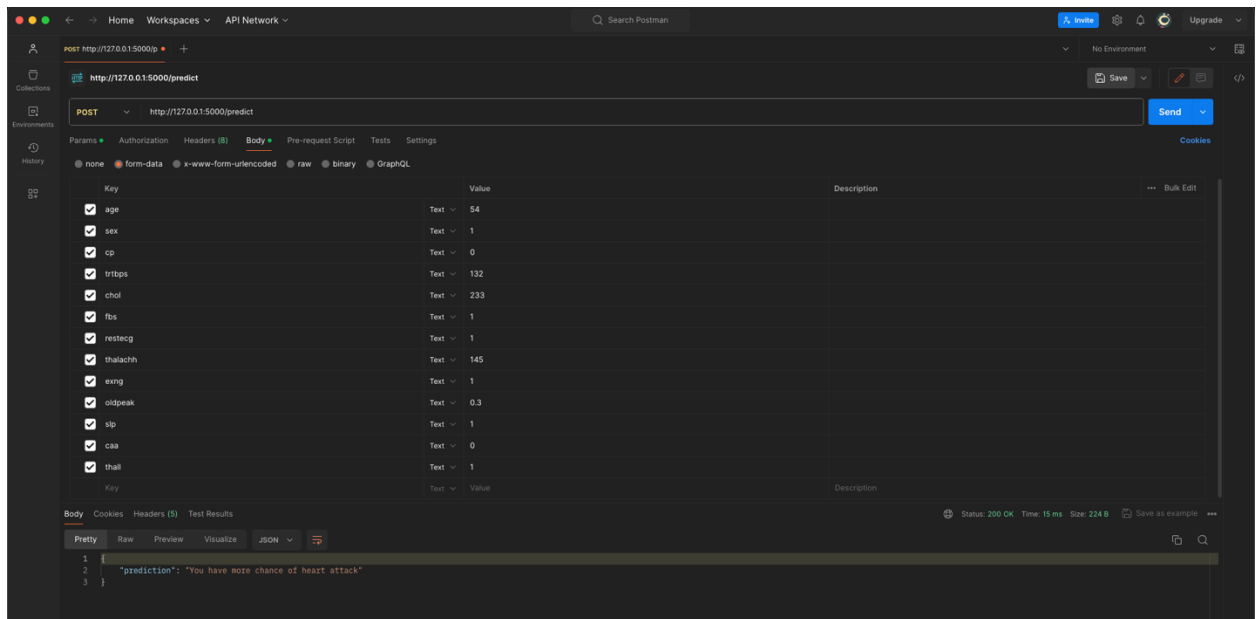 Home Workspaces API Network Search Postman Invite Upgrade
POST http://127.0.0.1:5000/p No Environment
HTTP http://127.0.0.1:5000/predict Save
Collections
POST http://127.0.0.1:5000/predict Send
Environments
Params Authorization Headers (8) Body Pre-request Script Tests Settings Cookies
History
none form-data x-www-form-urlencoded raw binary GraphQL
Key Value Description Bulk Edit
age Text 54
sex Text 1
cp Text 0
trtbps Text 132
chol Text 233
fbs Text 1
restecg Text 1
thalachh Text 145
exng Text 1
oldpeak Text 0.3
slp Text 1
caa Text 0
thall Text 1
Key Text Value Description
Body Cookies Headers (5) Test Results Status: 200 OK Time: 15 ms Size: 224 B Save as example
Pretty Raw Preview Visualize JSON
1 {
2 "prediction": "You have more chance of heart attack"
3 }